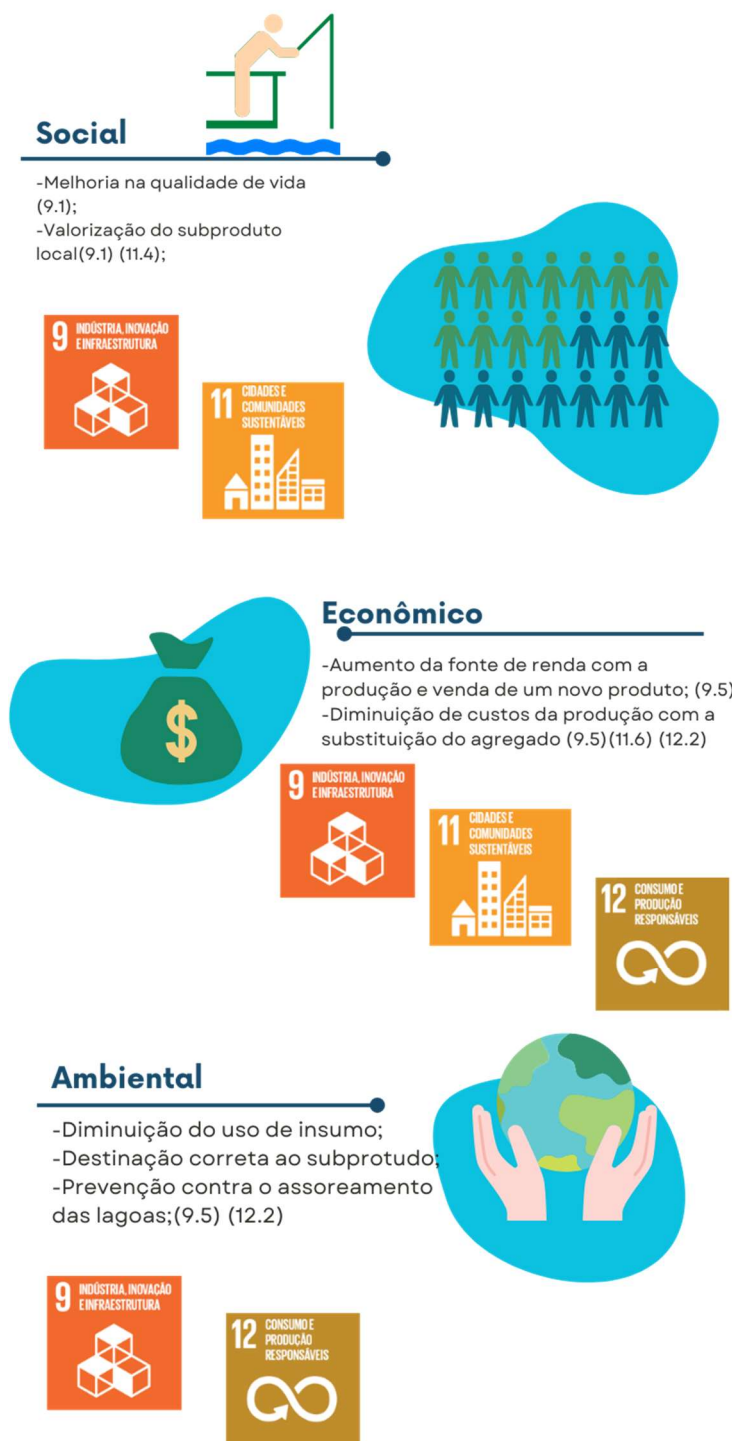 Social
-Melhoria na qualidade de vida
(9.1);
-Valorização do subproduto
local(9.1) (11.4);
9 INDÚSTRIA, INOVAÇÃO
E INFRAESTRUTURA
11 CIDADES E
COMUNIDADES
SUSTENTÁVEIS
Econômico
-Aumento da fonte de renda com a
produção e venda de um novo produto; (9.5)
-Diminuição de custos da produção com a
substituição do agregado (9.5)(11.6) (12.2)
$
9 INDÚSTRIA, INOVAÇÃO
E INFRAESTRUTURA
11 CIDADES E
COMUNIDADES
SUSTENTÁVEIS
12 CONSUMO E
PRODUÇÃO
RESPONSÁVEIS
Ambiental
-Diminuição do uso de insumo;
-Destinação correta ao subprotudo;
-Prevenção contra o assoreamento
das lagoas;(9.5) (12.2)
9 INDÚSTRIA, INOVAÇÃO
E INFRAESTRUTURA
12 CONSUMO E
PRODUÇÃO
RESPONSÁVEIS